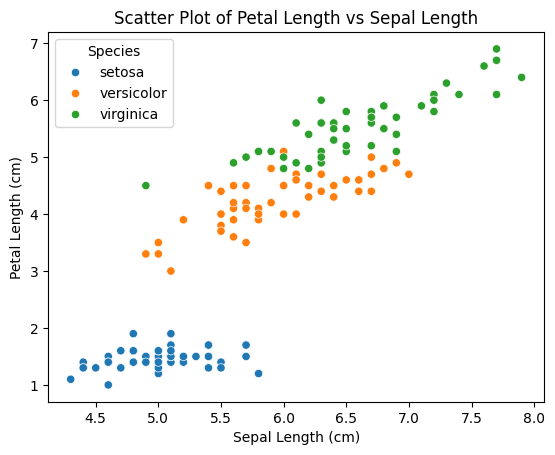 Scatter Plot of Petal Length vs Sepal Length
Species
setosa
versicolor
virginica
7
6
5
4
3
2
1
Petal Length (cm)
4.5 5.0 5.5 6.0 6.5 7.0 7.5 8.0
Sepal Length (cm)